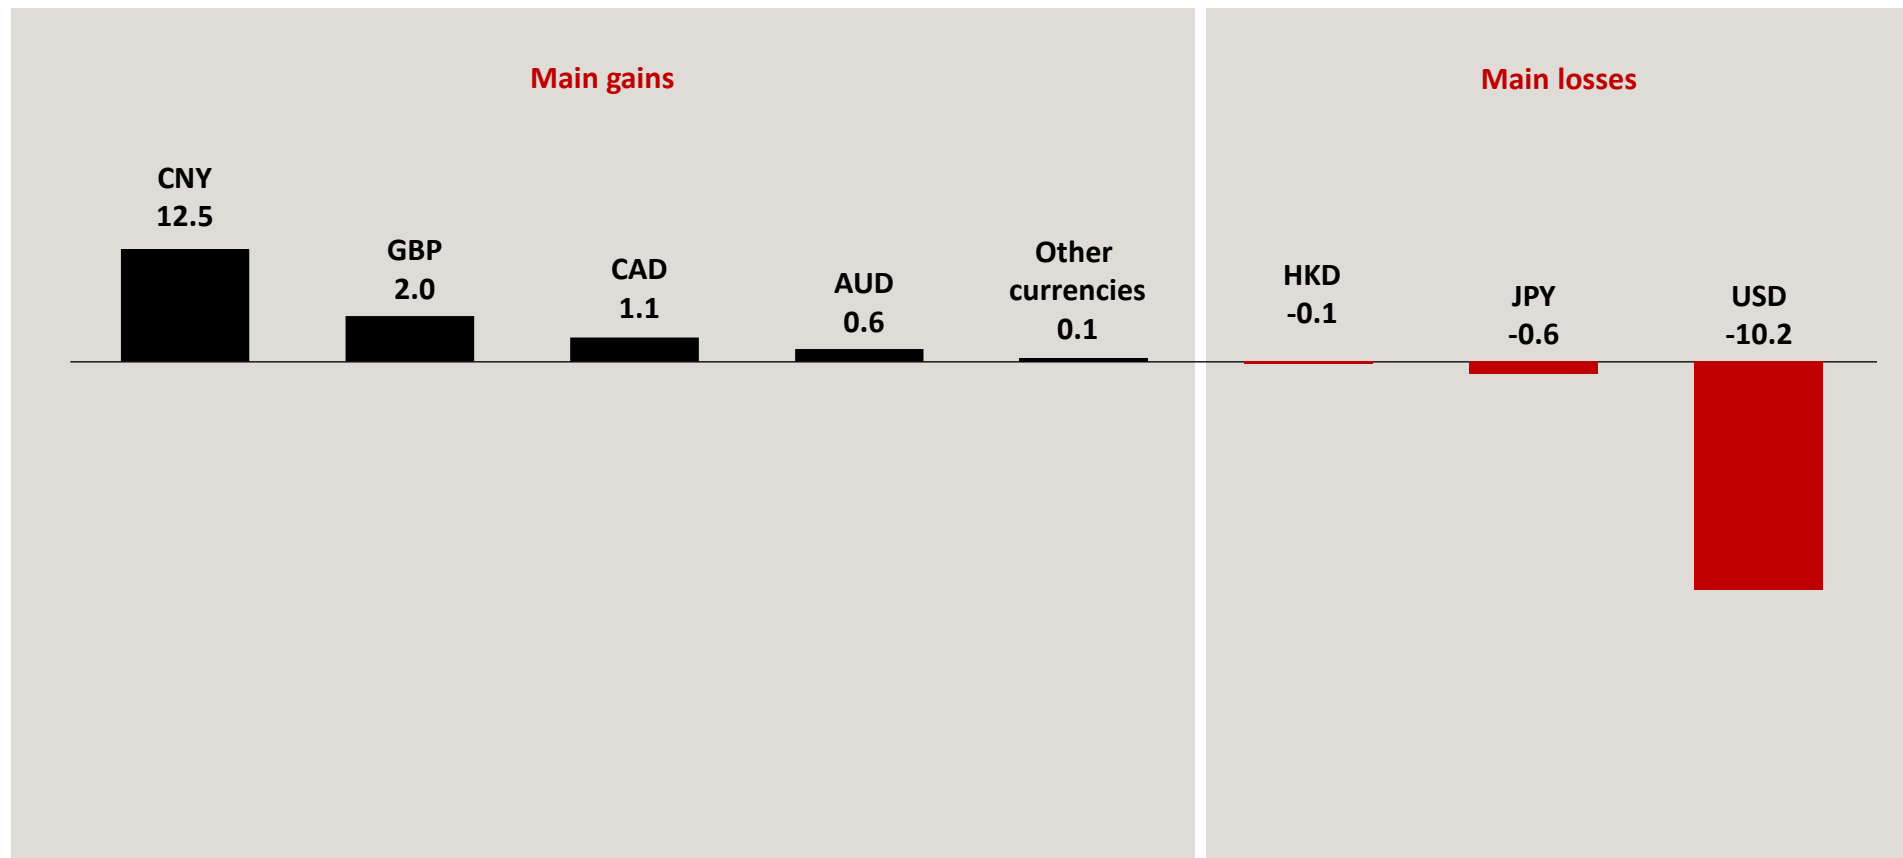 Main gains
CNY
12.5
GBP
2.0
CAD
1.1
AUD
0.6
Other
currencies
0.1
Main losses
HKD
-0.1
JPY
-0.6
USD
-10.2